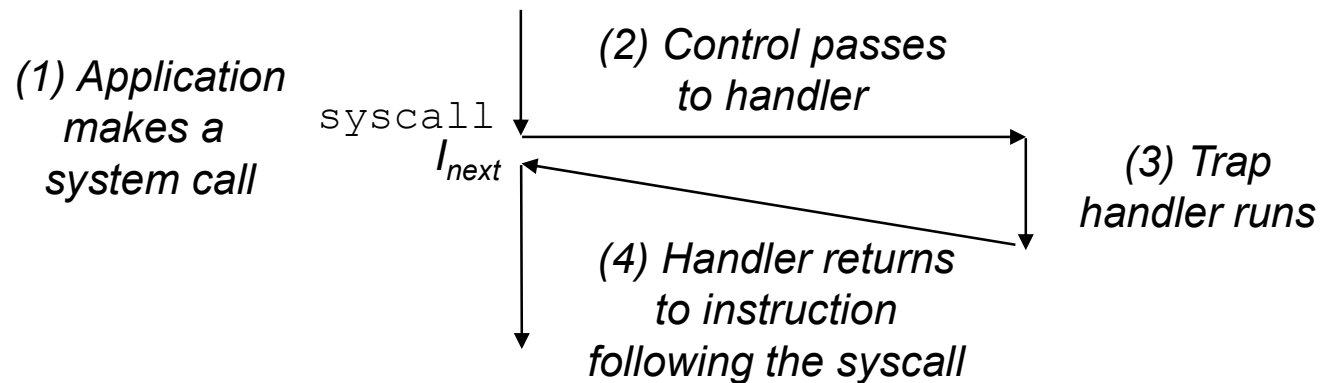 (1) Application
makes a
system call
syscall
Inext
(2) Control passes
to handler
(3) Trap
handler runs
(4) Handler returns
to instruction
following the syscall